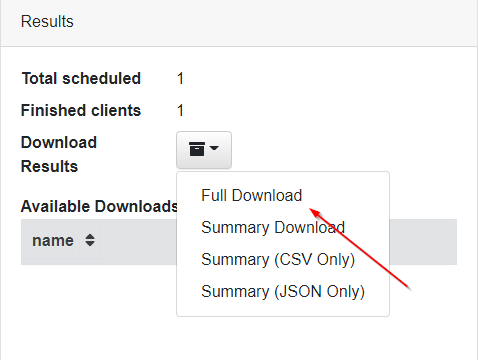 Results
Total scheduled 1
Finished clients 1
Download
Results
Full Download
Summary Download
Summary (CSV Only)
Summary (JSON Only)
Available Downloads
name